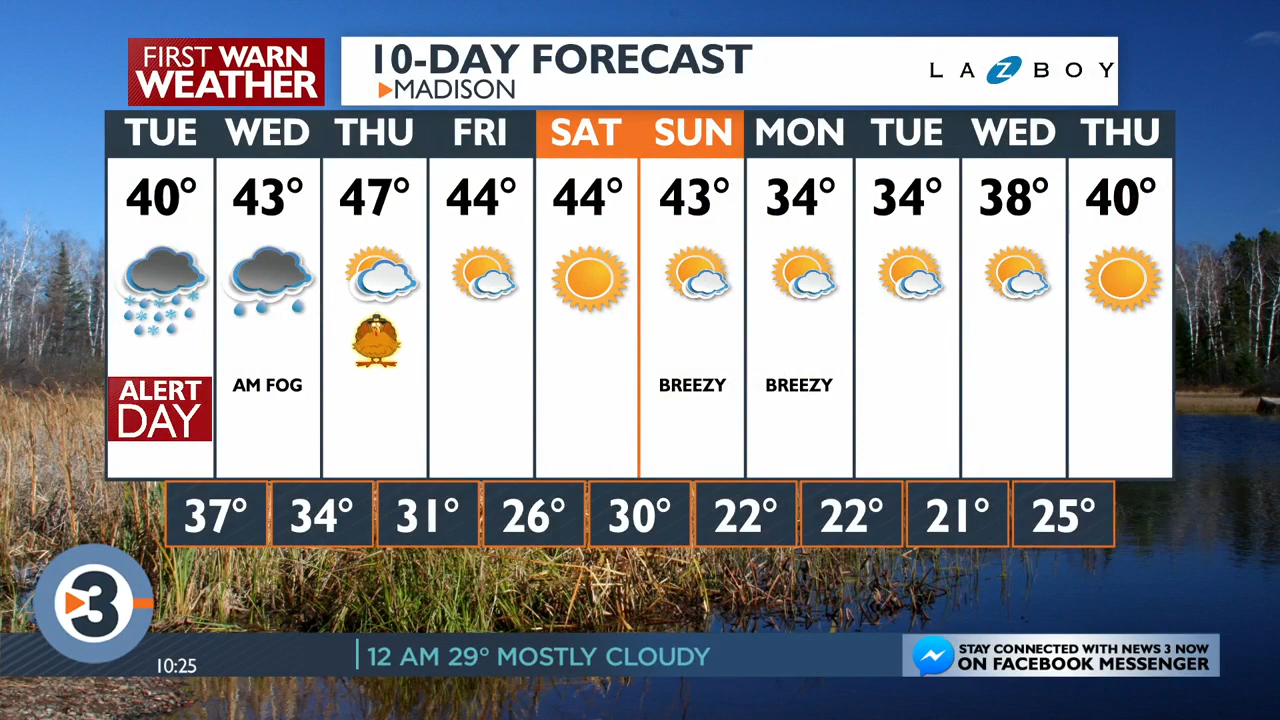 FIRST WARN
WEATHER
10-DAY FORECAST
MADISON
LAZBOY
TUE WED THU FRI SAT SUN MON TUE WED THU
40° 43° 47° 44° 44° 43° 34° 34° 38° 40°
ALERT
DAY
AM FOG
BREEZY
BREEZY
37° 34° 31° 26° 30° 22° 22° 21° 25°
3
10:25
12 AM 29° MOSTLY CLOUDY
STAY CONNECTED WITH NEWS 3 NOW
ON FACEBOOK MESSENGER